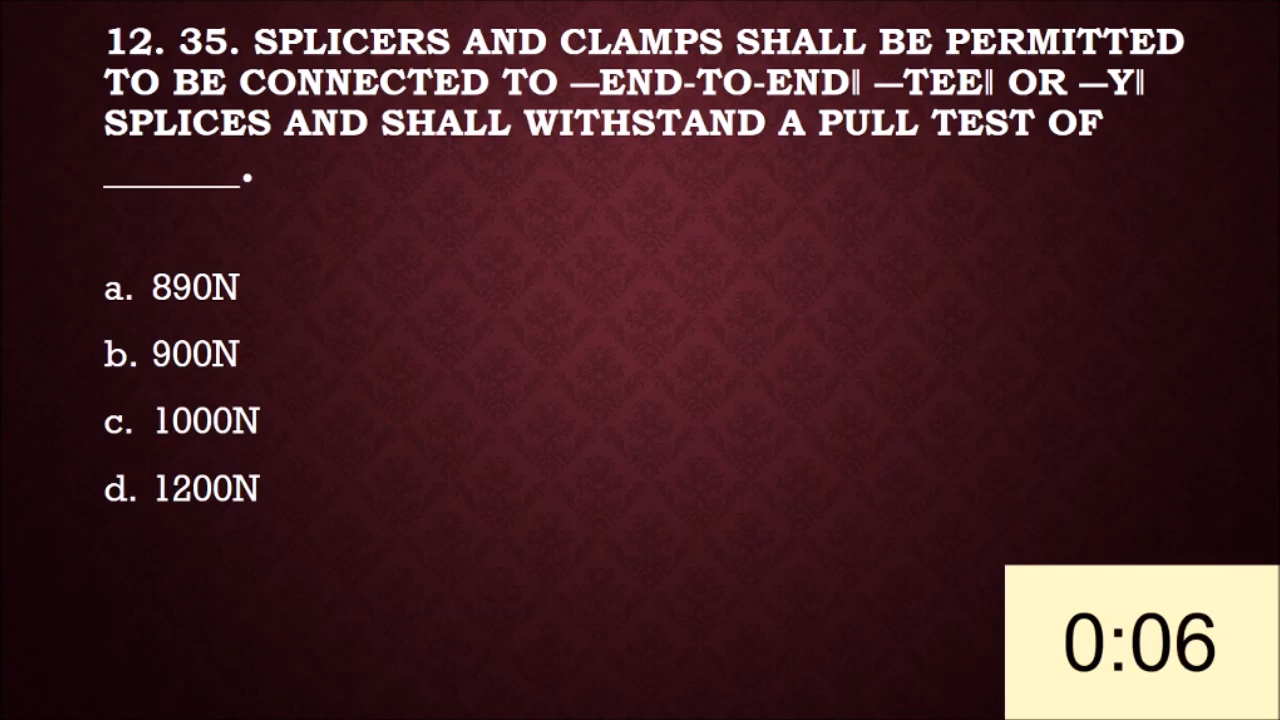 12. 35. SPLICERS AND CLAMPS SHALL BE PERMITTED
TO BE CONNECTED TO ―END-TO-END‖ ―TEE‖ OR ―Y‖
SPLICES AND SHALL WITHSTAND A PULL TEST OF
_______.
a. 890N
b. 900N
c. 1000N
d. 1200N
0:06